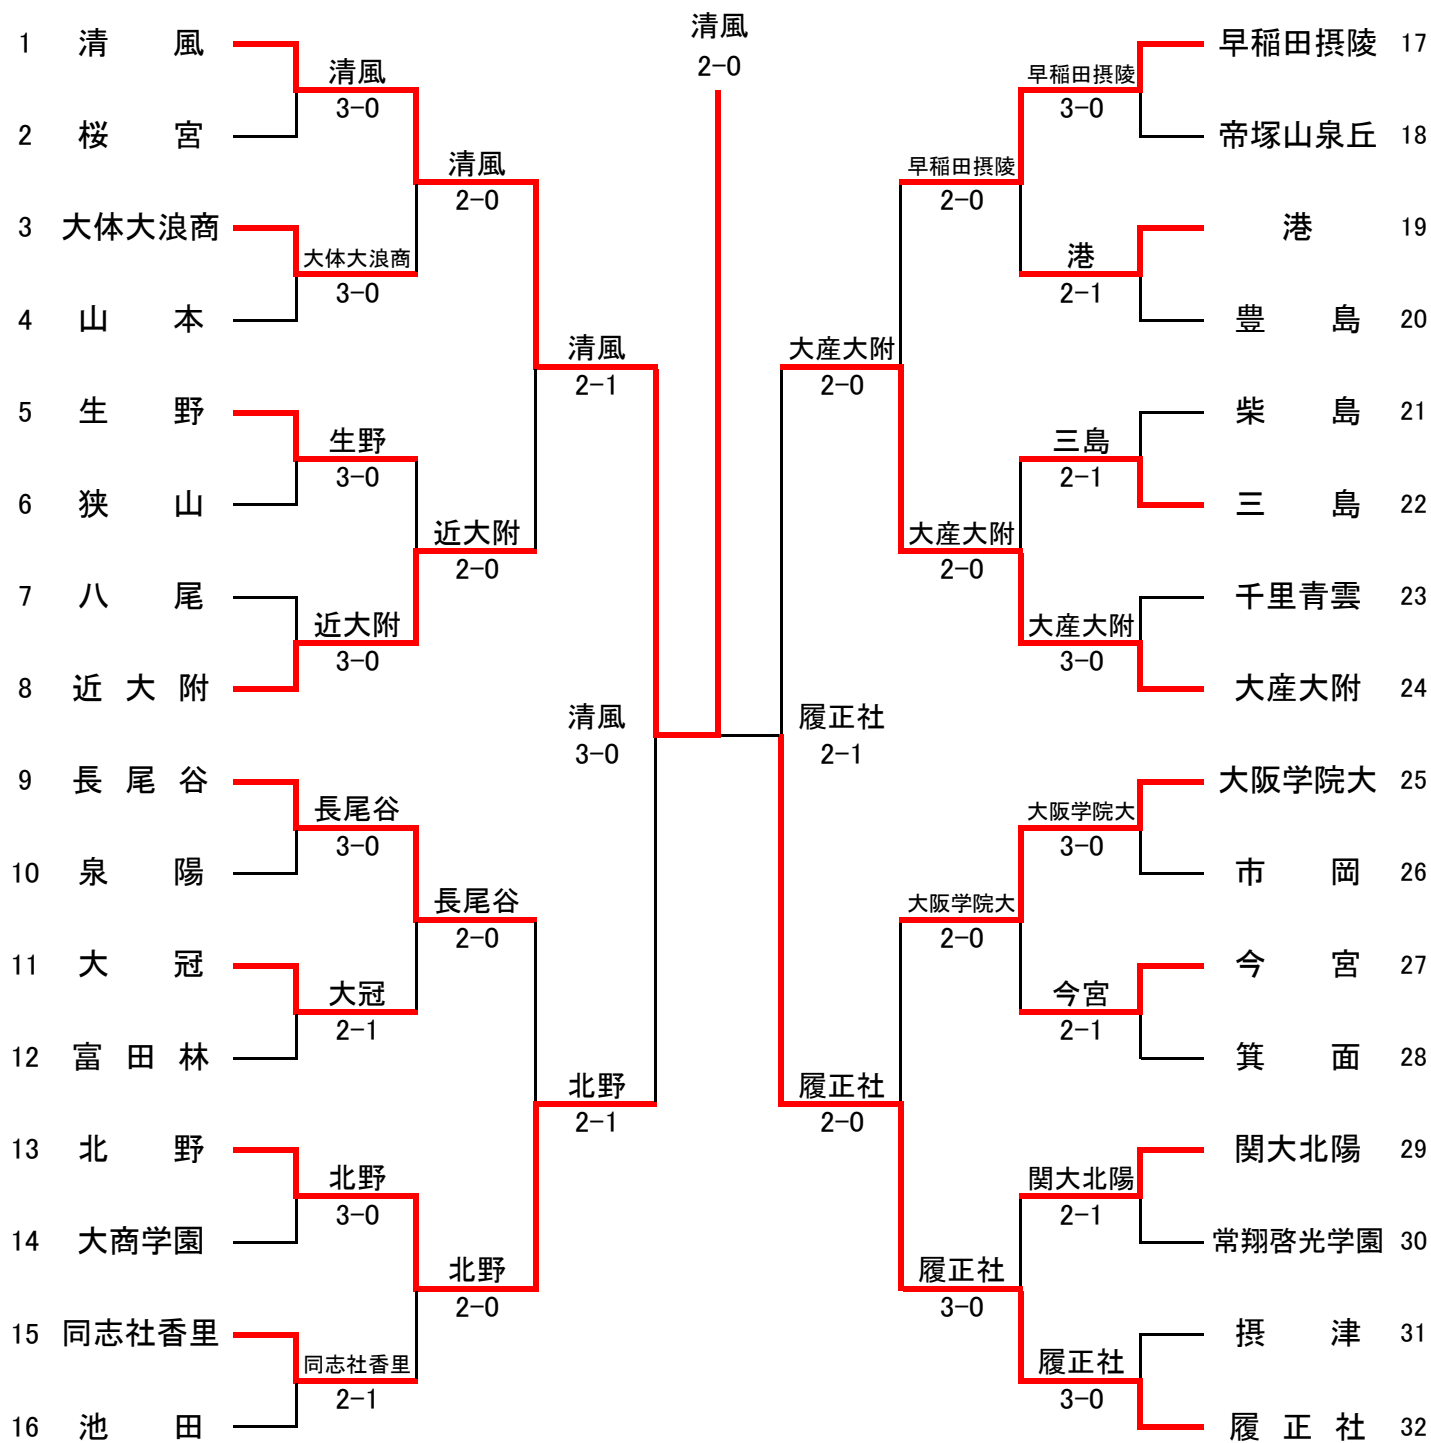 清風
2-0
1 清風
2 桜宮
3 大体大浪商
4 山本
5 生野
6 狭山
7 八尾
8 近大附
9 長尾谷
10 泉陽
11 大冠
12 富田林
13 北野
14 大商学園
15 同志社香里
16 池田
清風
3-0
大体大浪商
3-0
生野
3-0
近大附
3-0
長尾谷
3-0
大冠
2-1
北野
3-0
同志社香里
2-1
清風
2-0
近大附
2-0
長尾谷
2-0
北野
2-0
清風
2-1
北野
2-1
清風
3-0
履正社
2-1
大産大附
2-0
履正社
2-0
早稲田摂陵
2-0
大産大附
2-0
大阪学院大
2-0
履正社
3-0
早稲田摂陵
3-0
港
2-1
三島
2-1
大産大附
3-0
大阪学院大
3-0
今宮
2-1
関大北陽
2-1
履正社
3-0
早稲田摂陵 17
帝塚山泉丘 18
港 19
豊島 20
柴島 21
三島 22
千里青雲 23
大産大附 24
大阪学院大 25
市岡 26
今宮 27
箕面 28
関大北陽 29
常翔啓光学園 30
摂津 31
履正社 32